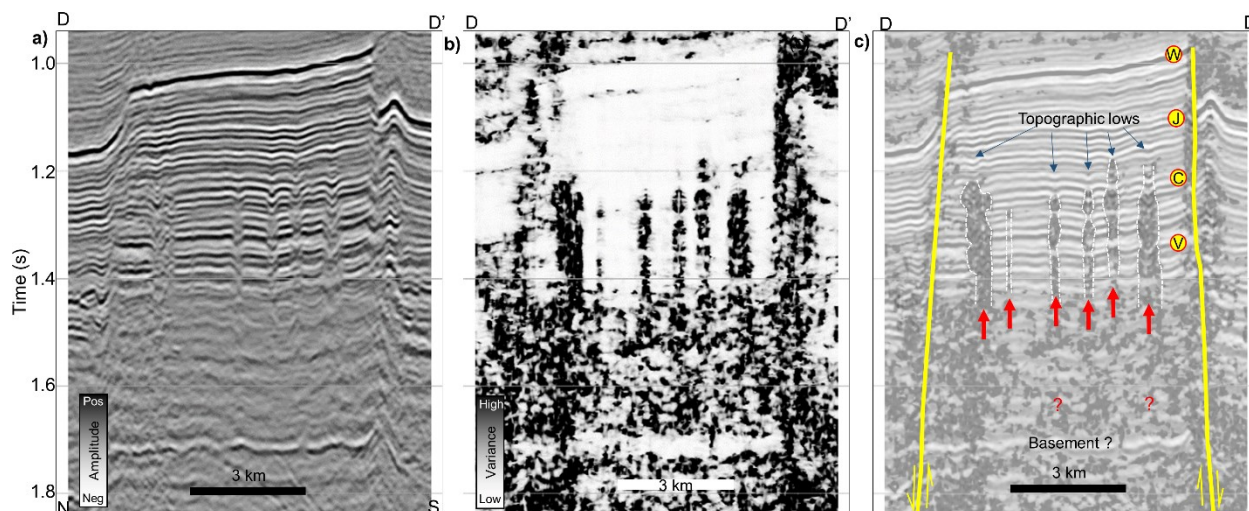 D
D'
a)
1.0
1.2
1.4
1.6
1.8
Time (s)
Pos
Amplitude
Neg
3 km
N
S
D
D'
b)
High
Variance
Low
3 km
D
D
c)
W
J
C
V
Topographic lows
?
?
Basement ?
3 km